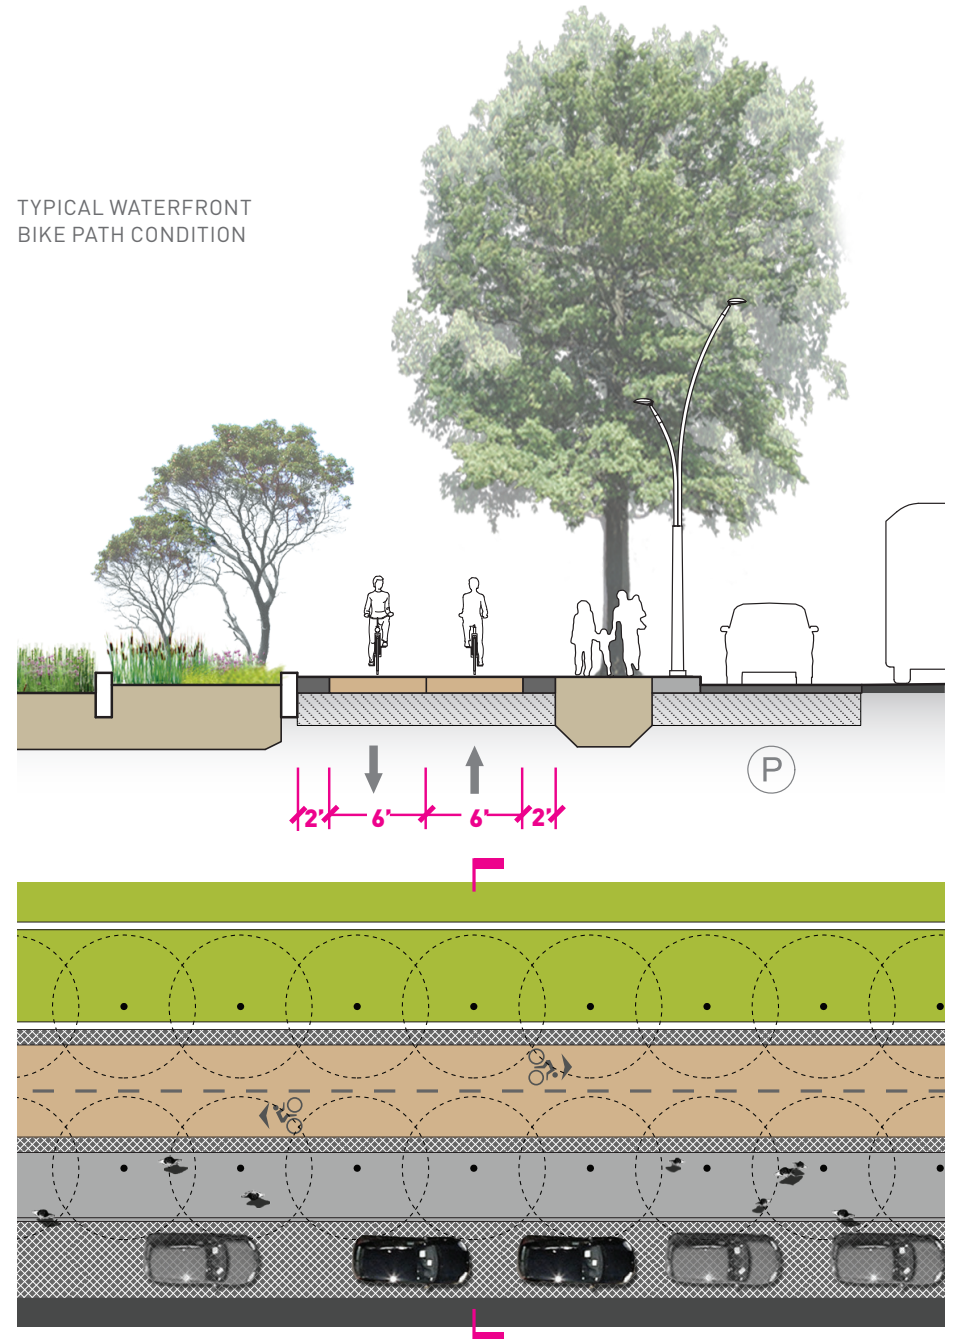 TYPICAL WATERFRONT
BIKE PATH CONDITION
P
2' 6' 6' 2'